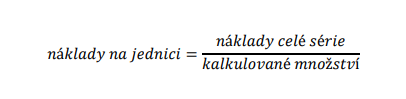 náklady na jednici = náklady celé série / kalkulované množství